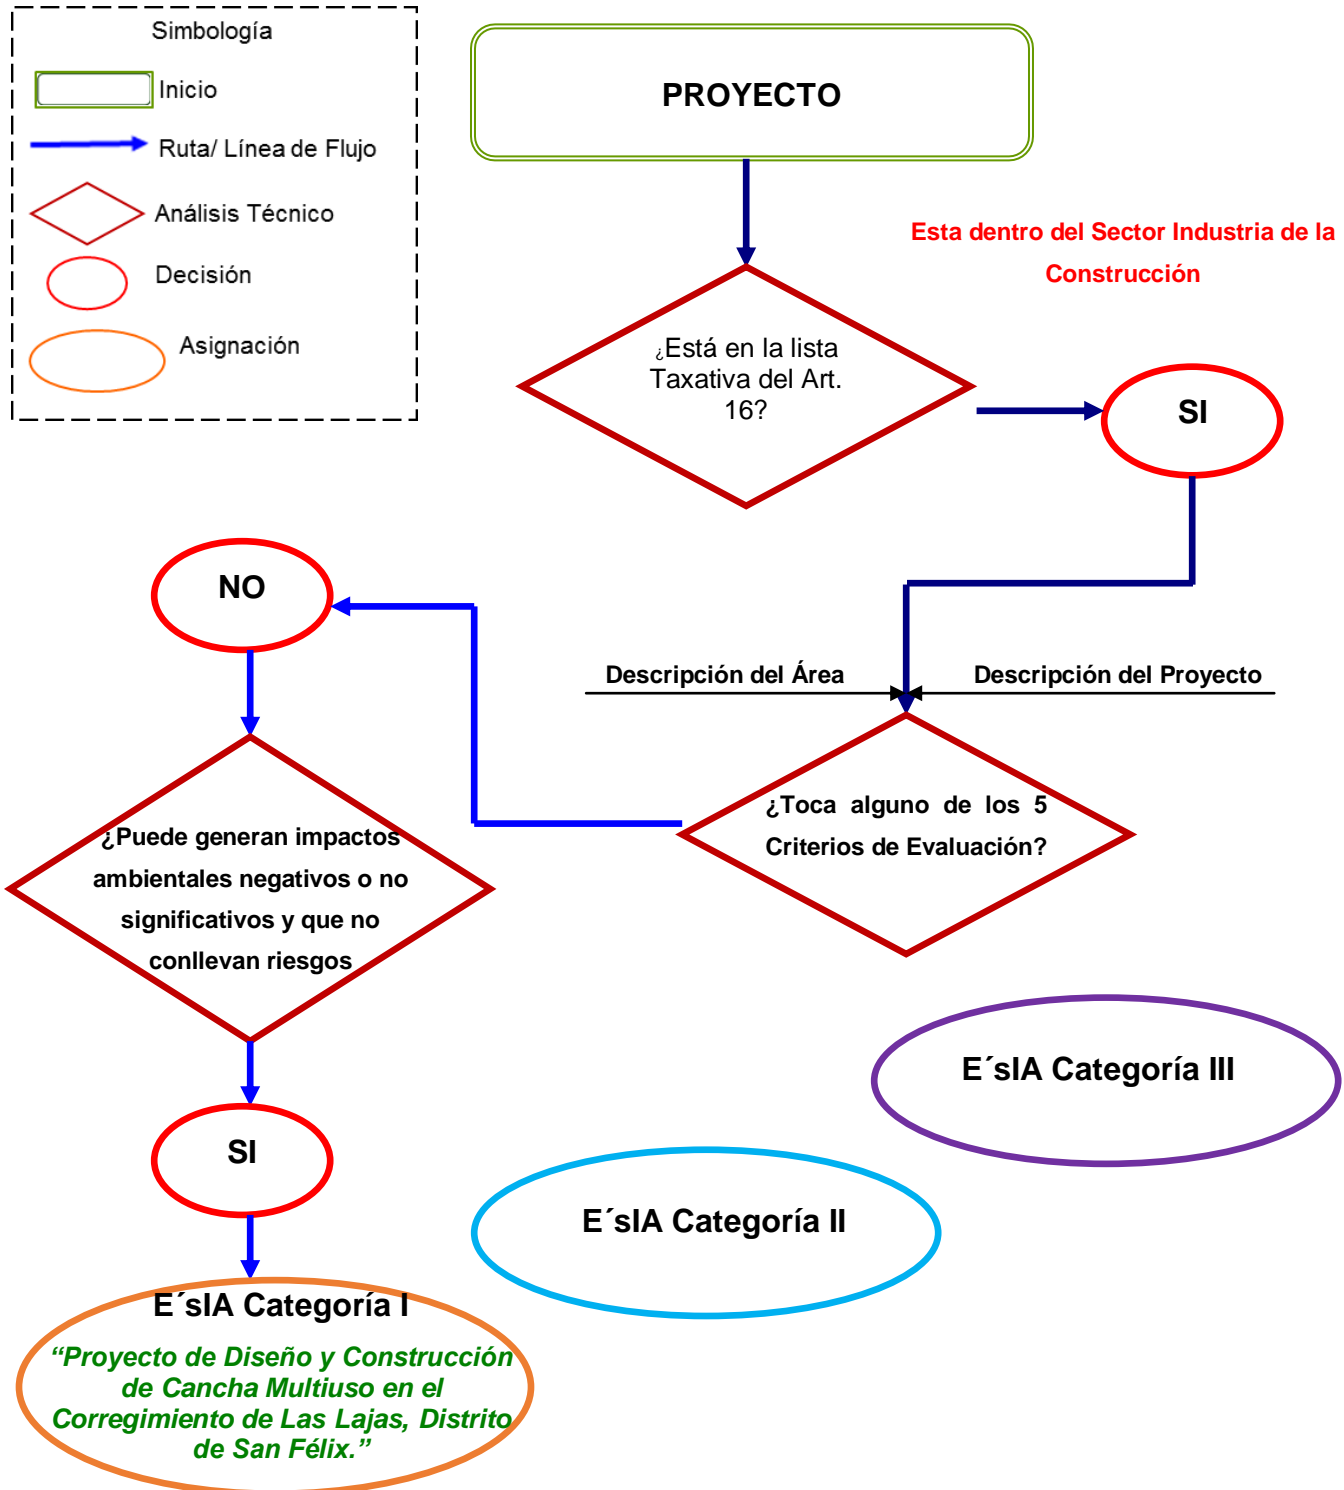 Simbología
Inicio
Ruta/ Línea de Flujo
Análisis Técnico
Decisión
Asignación
PROYECTO
Esta dentro del Sector Industria de la
Construcción
¿Está en la lista
Taxativa del Art.
16?
SI
NO
Descripción del Área
Descripción del Proyecto
¿Toca alguno de los 5
Criterios de Evaluación?
¿Puede generan impactos
ambientales negativos o no
significativos y que no
conllevan riesgos
E´sIA Categoría III
SI
E´sIA Categoría II
E´sIA Categoría I
“Proyecto de Diseño y Construcción
de Cancha Multiuso en el
Corregimiento de Las Lajas, Distrito
de San Félix.”